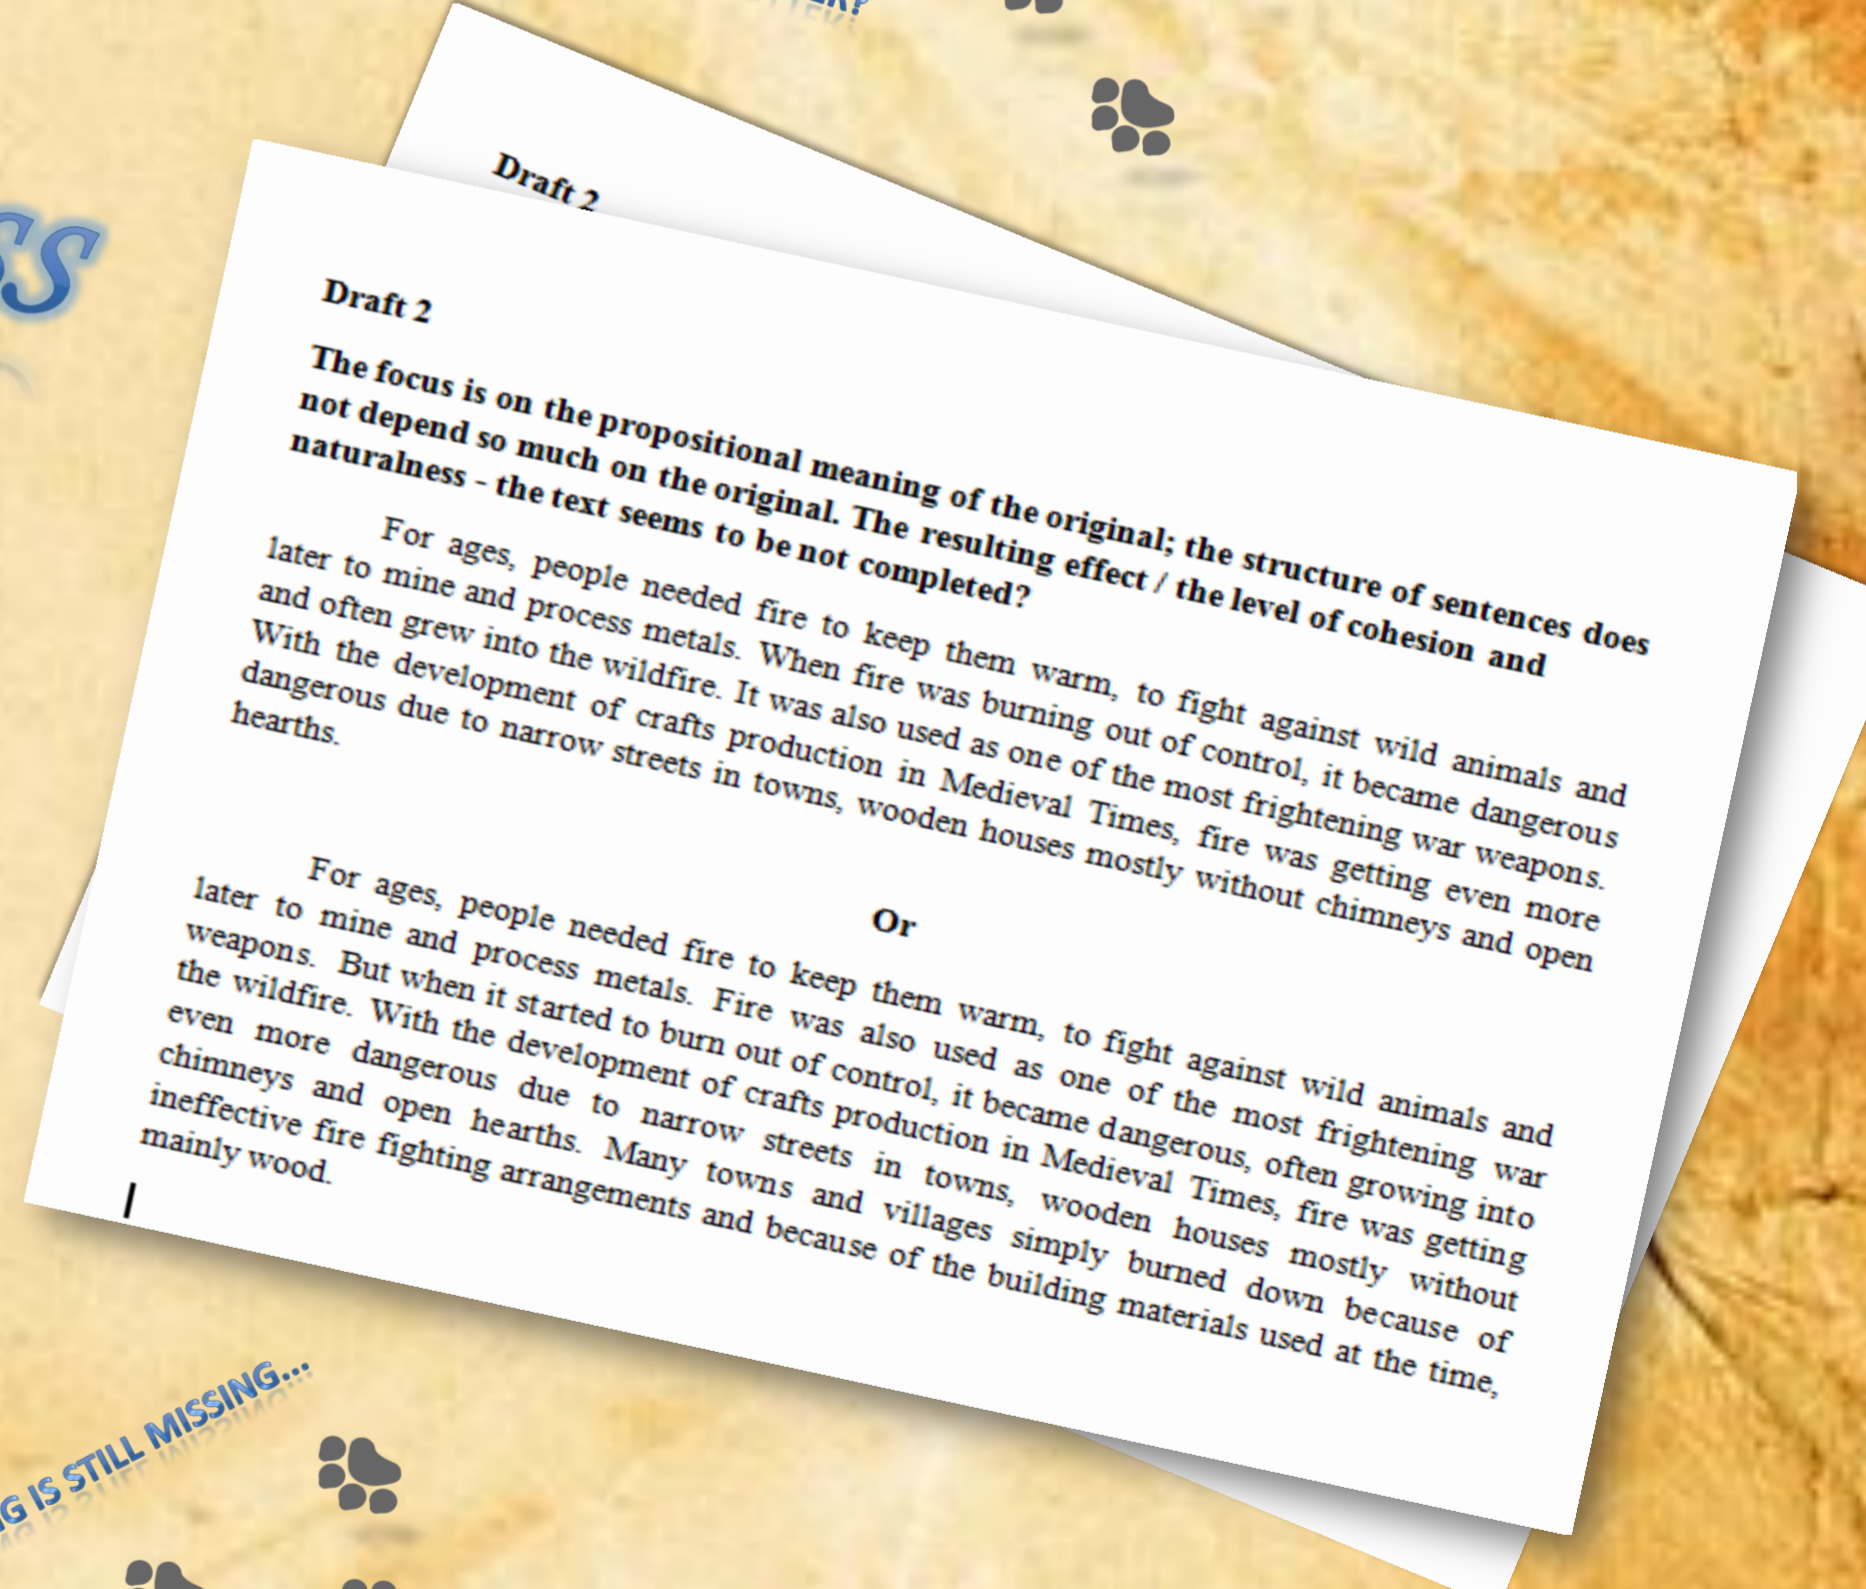 Draft 2
Draft 2
The focus is on the propositional meaning of the original; the structure of sentences does
not depend so much on the original. The resulting effect / the level of cohesion and
naturalness - the text seems to be not completed?
For ages, people needed fire to keep them warm, to fight against wild animals and
later to mine and process metals. When fire was burning out of control, it became dangerous
and often grew into the wildfire. It was also used as one of the most frightening war weapons.
With the development of crafts production in Medieval Times, fire was getting even more
dangerous due to narrow streets in towns, wooden houses mostly without chimneys and open
hearths.
Or
For ages, people needed fire to keep them warm, to fight against wild animals and
later to mine and process metals. Fire was also used as one of the most frightening war
weapons. But when it started to burn out of control, it became dangerous, often growing into
the wildfire. With the development of crafts production in Medieval Times, fire was getting
even more dangerous due to narrow streets in towns, wooden houses mostly without
chimneys and open hearths. Many towns and villages simply burned down because of
ineffective fire fighting arrangements and because of the building materials used at the time,
mainly wood.
IS STILL MISSING...